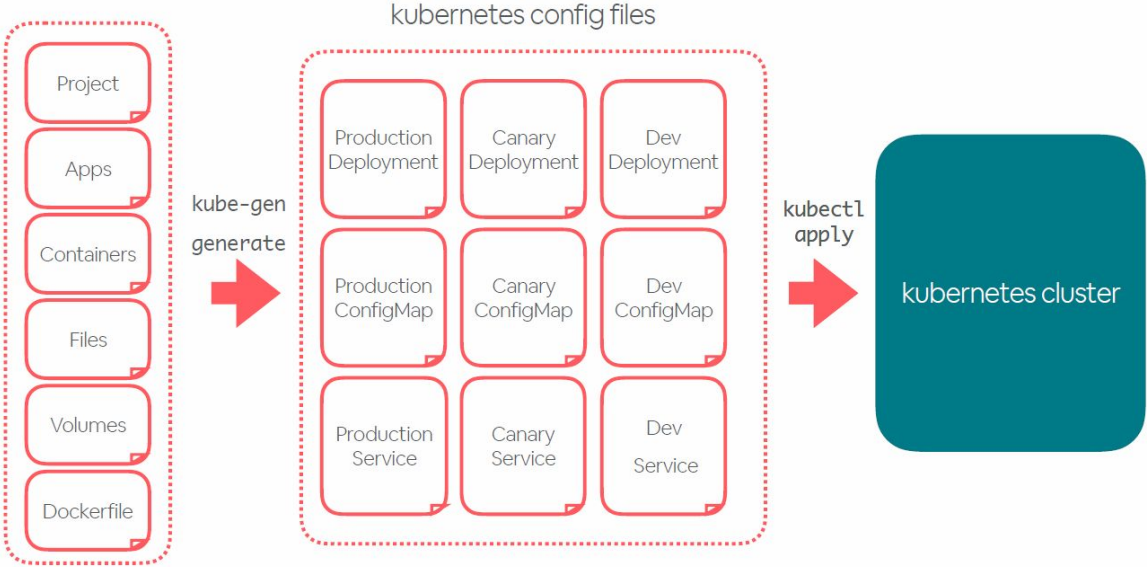 kubernetes config files
Project
Apps
Containers
Files
Volumes
Dockerfile
kube-gen
generate
Production
Deployment
Canary
Deployment
Dev
Deployment
Production
ConfigMap
Canary
ConfigMap
Dev
ConfigMap
Production
Service
Canary
Service
Dev
Service
kubectl
apply
kubernetes cluster